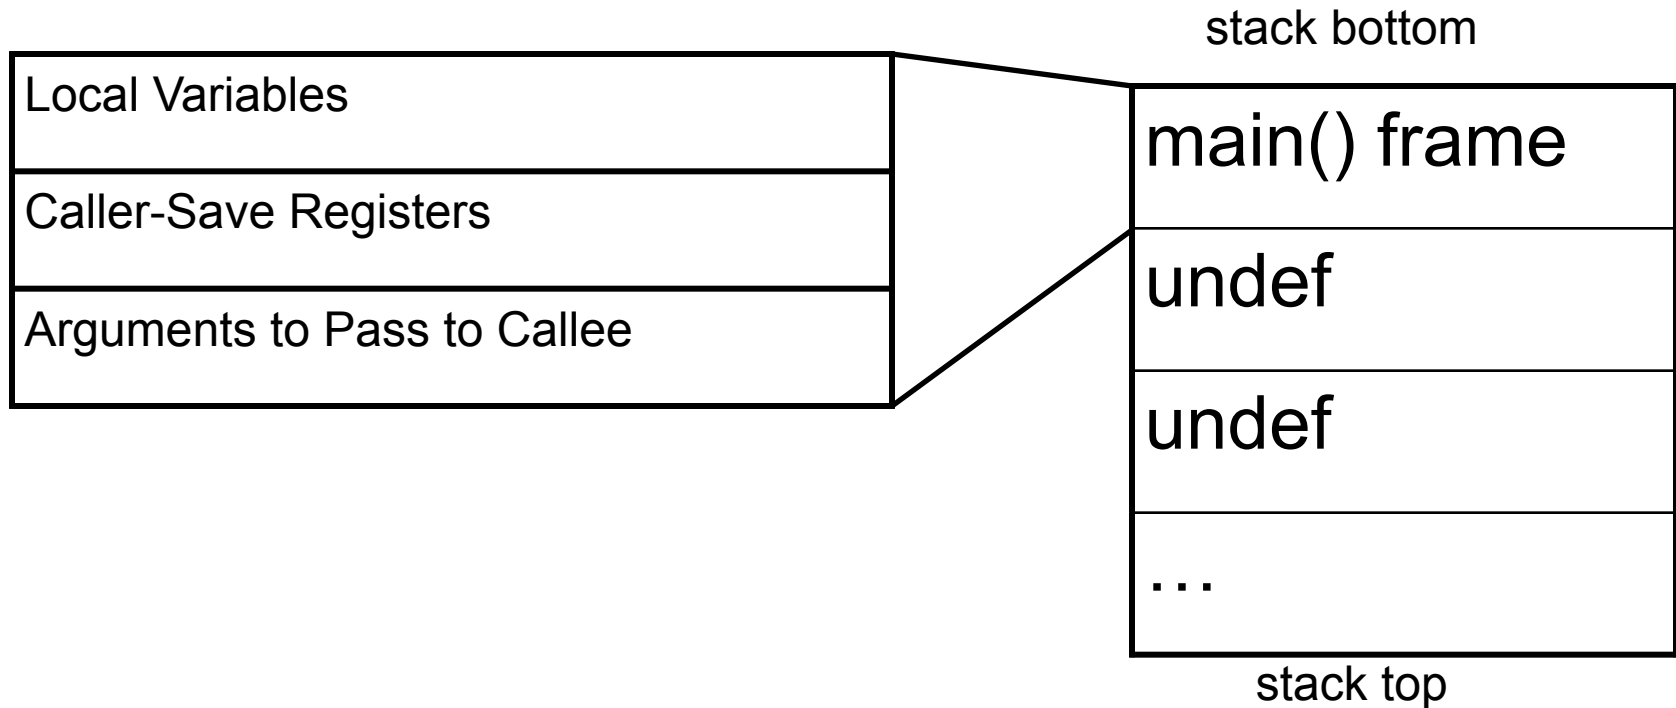 stack bottom
Local Variables
Caller-Save Registers
Arguments to Pass to Callee
main() frame
undef
undef
…
stack top